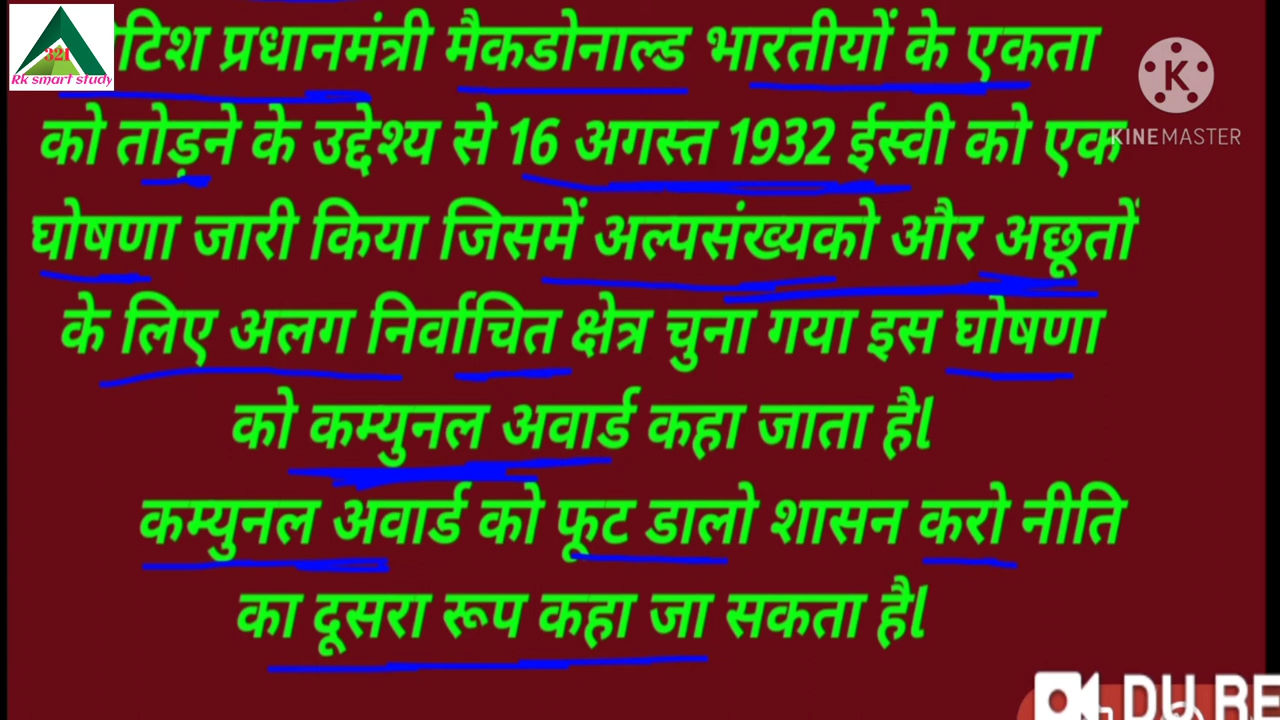 321
Rk smart study
प्रधानमंत्री मैकडोनाल्ड भारतीयों के एकता
K
KINEMASTER
को तोड़ने के उद्देश्य से 16 अगस्त 1932 ईस्वी को एक
घोषणा जारी किया जिसमें अल्पसंख्यको और अछूतों
के लिए अलग निर्वाचित क्षेत्र चुना गया इस घोषणा
को कम्युनल अवार्ड कहा जाता है।
कम्युनल अवार्ड को फूट डालो शासन करो नीति
का दूसरा रूप कहा जा सकता है।